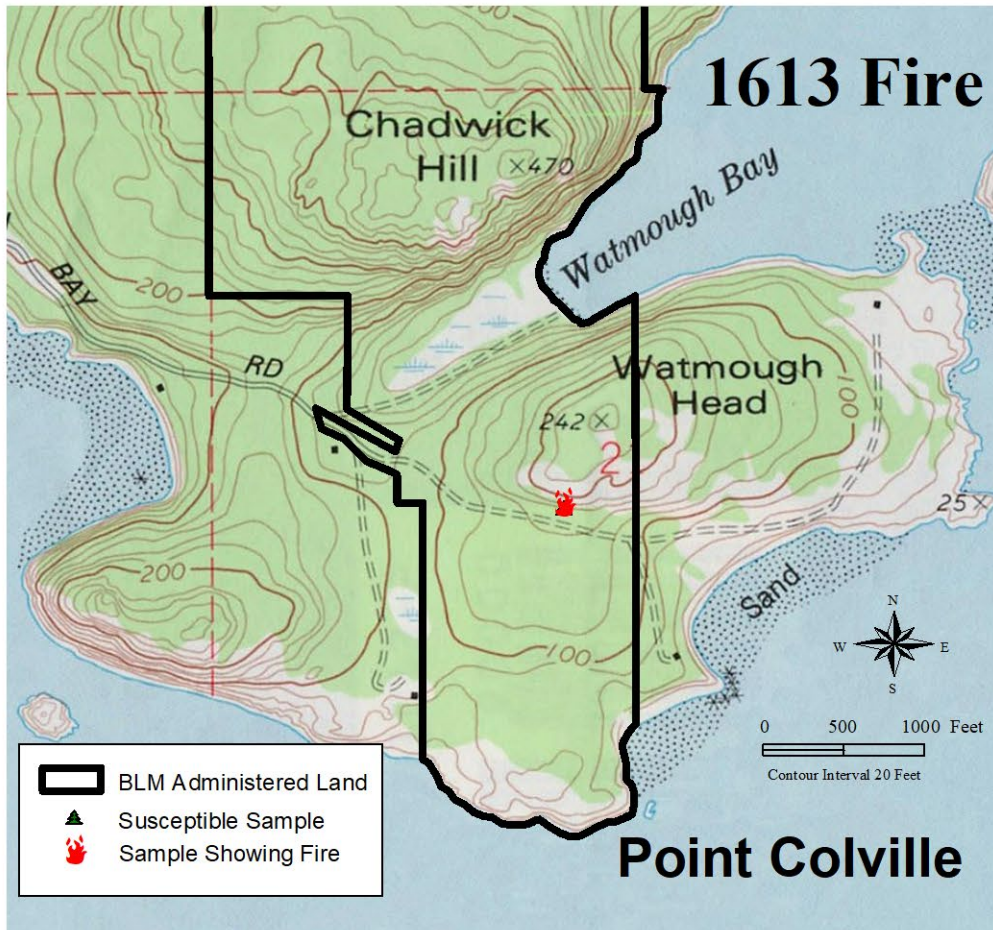 1613 Fire
Chadwick
Hill
×470
Watmough Bay
BAY
200
RD
Watmough
Head
100
242 ×
2
25 ×
200
Sand
100
N
W
E
S
0 500 1000 Feet
Contour Interval 20 Feet
BLM Administered Land
Susceptible Sample
Sample Showing Fire
Point Colville